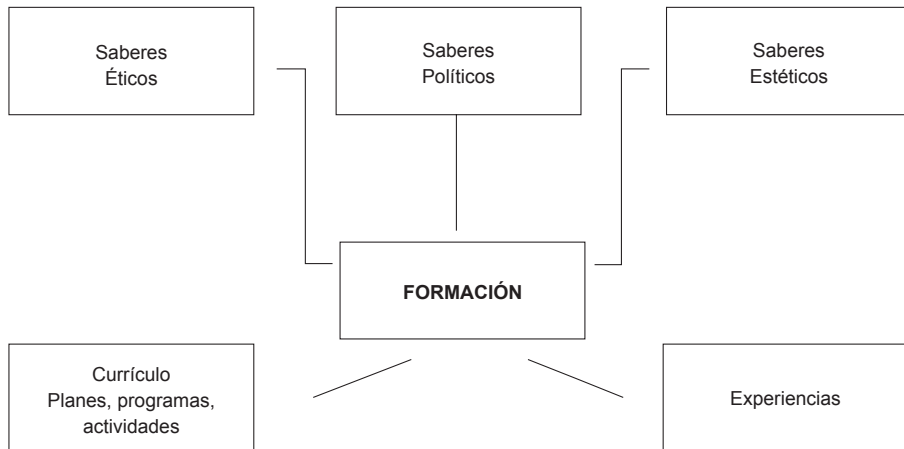 Saberes
Éticos
Saberes
Políticos
Saberes
Estéticos
FORMACIÓN
Currículo
Planes, programas,
actividades
Experiencias